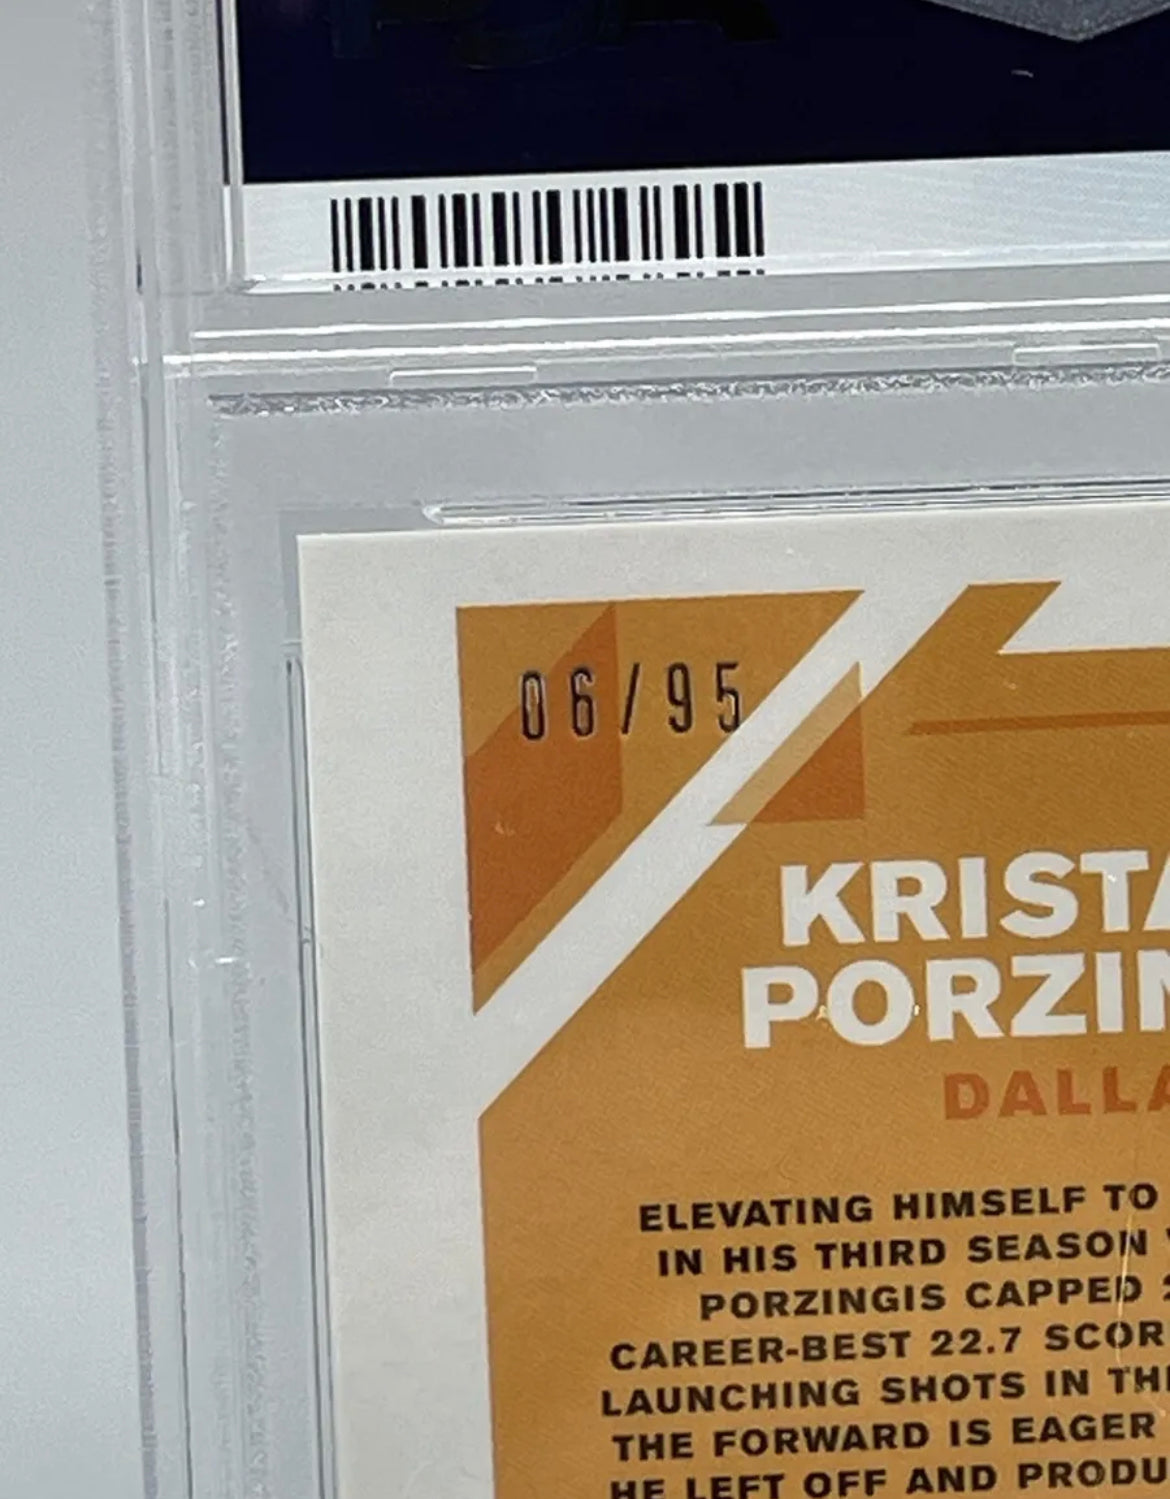 06/95
KRISTA
PORZIN
DALLA
ELEVATING HIMSELF TO
IN HIS THIRD SEASON
PORZINGIS CAPPED 2
CAREER-BEST 22.7 SCOR
LAUNCHING SHOTS IN TH
THE FORWARD IS EAGER
HE LEFT OFF AND PRODU